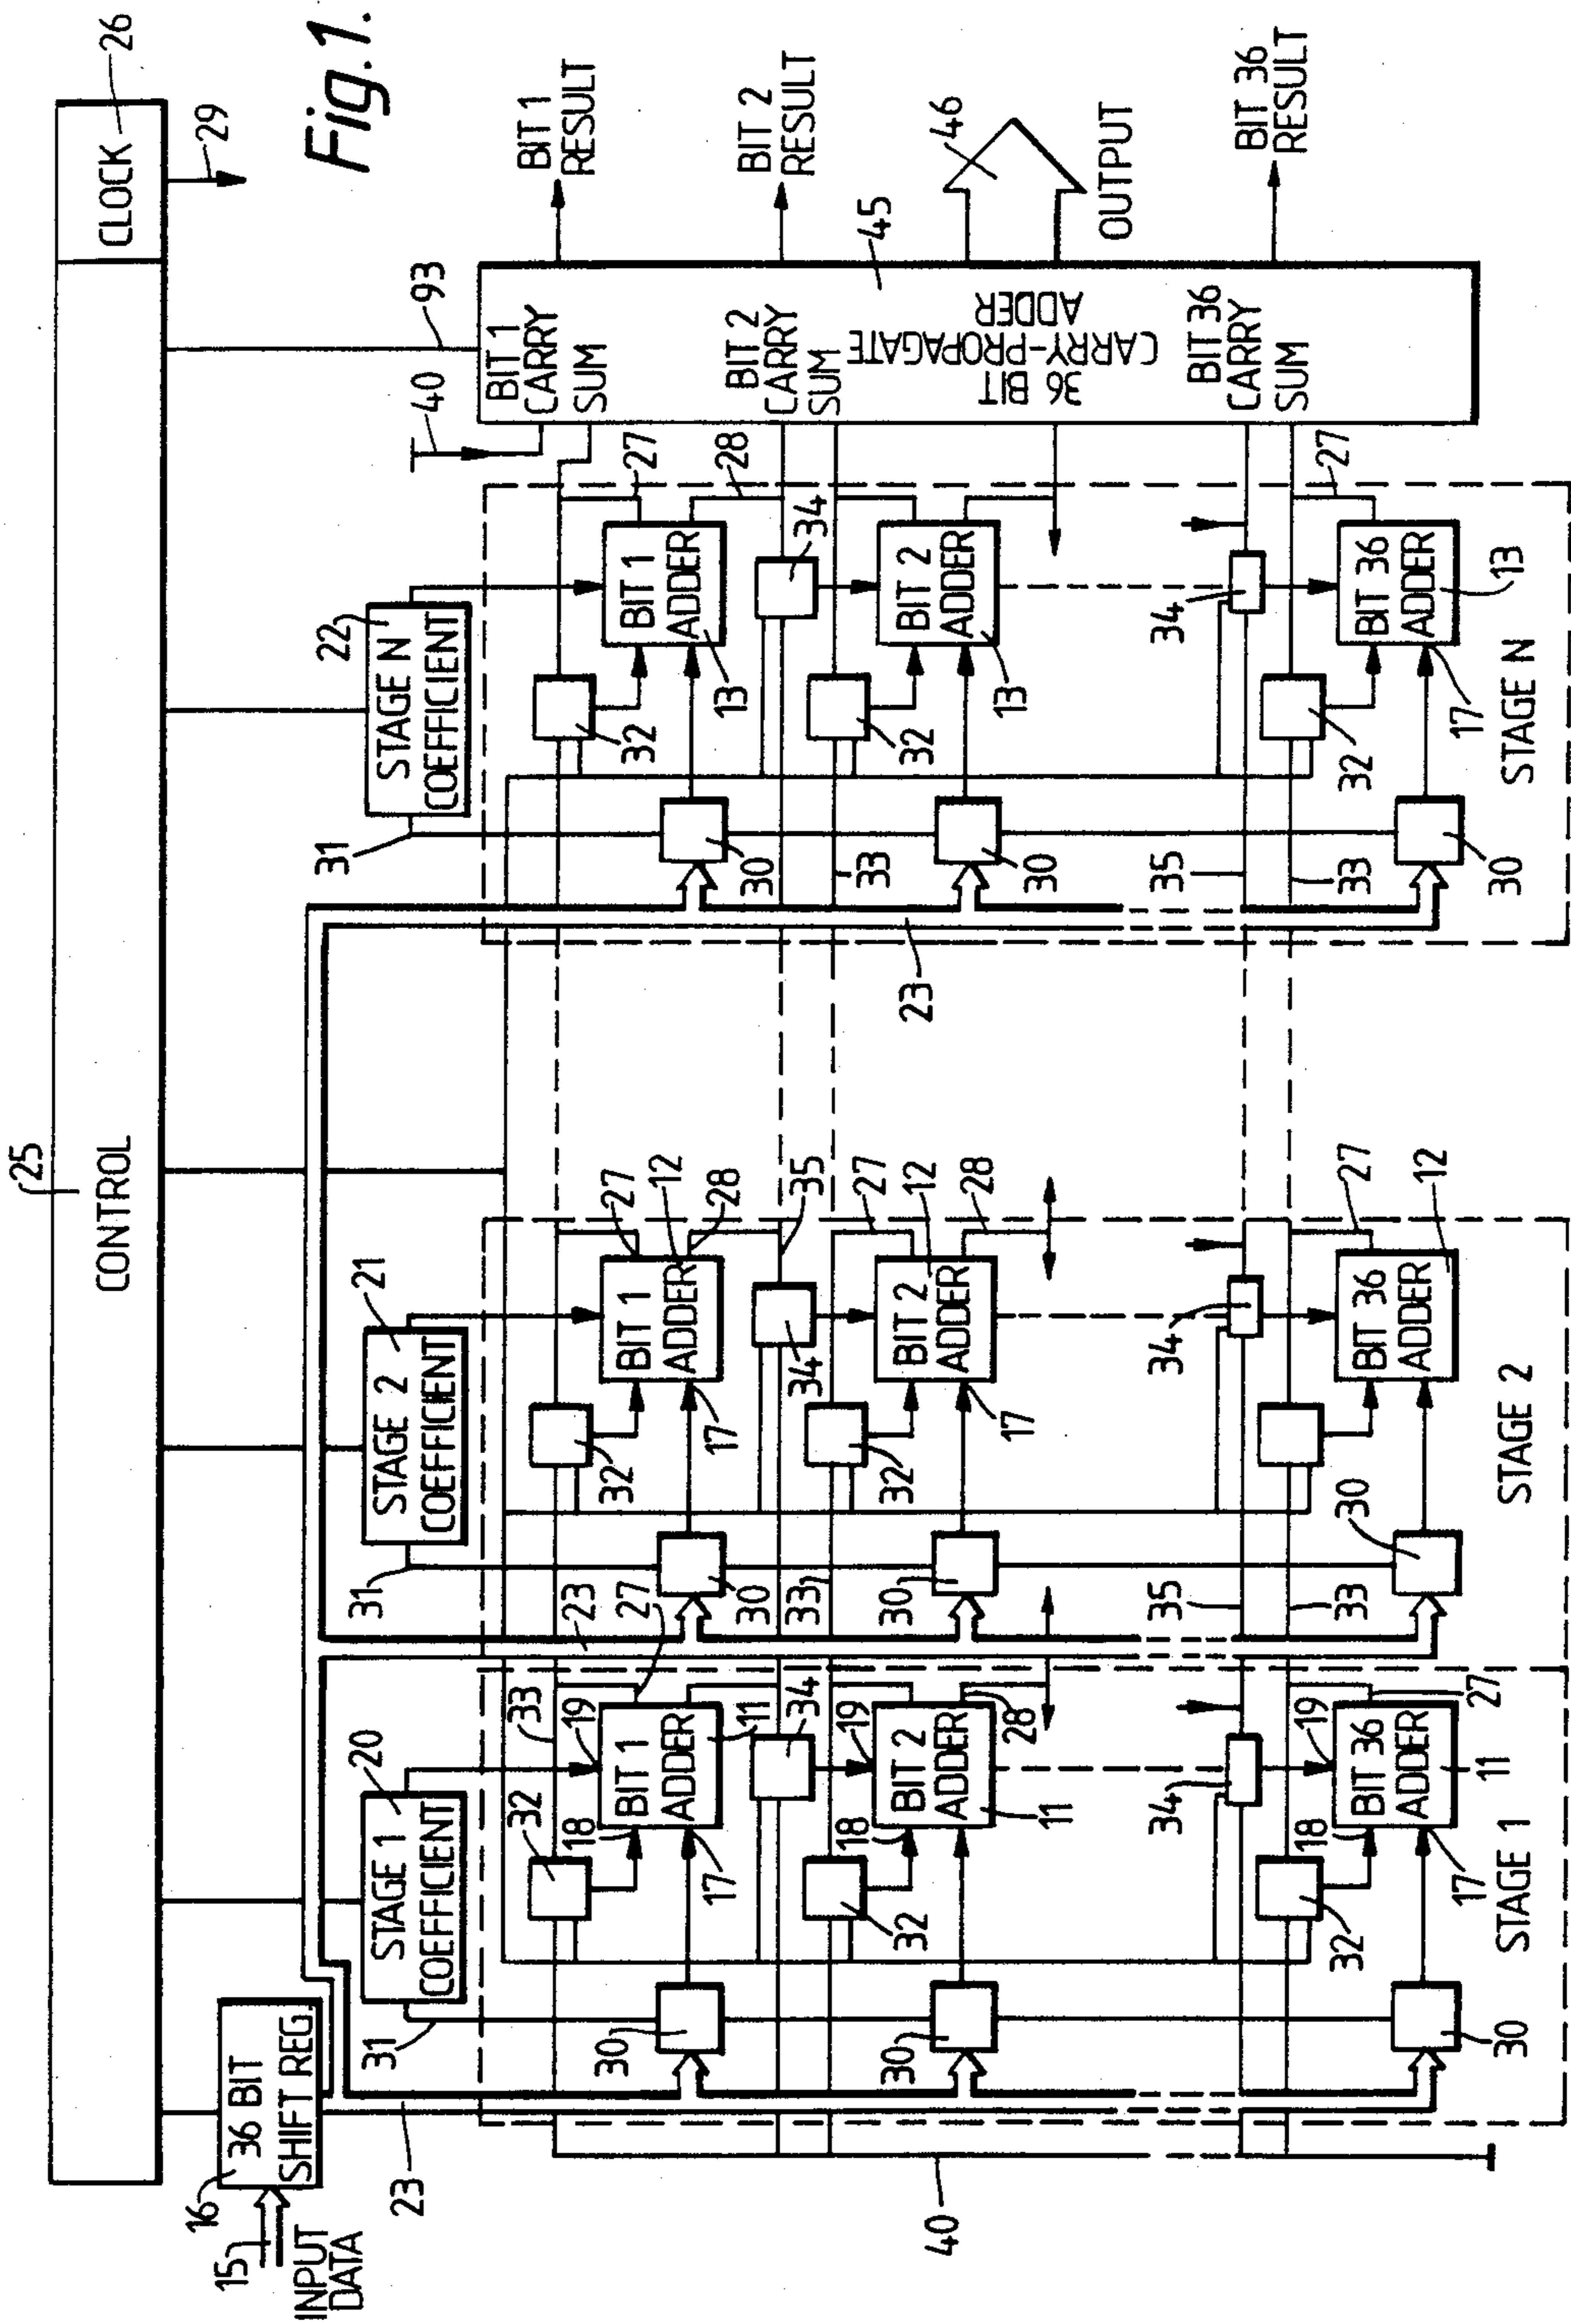 Fig.1.
25
CONTROL
CLOCK
26
29
93
40
15
INPUT
DATA
16
36 BIT
SHIFT REG
23
20
STAGE 1
COEFFICIENT
31
21
STAGE 2
COEFFICIENT
31
22
STAGE N
COEFFICIENT
31
32
18
33
19
27
BIT 1
ADDER
11
17
30
34
32
18
19
BIT 2
ADDER
11
28
30
34
32
18
19
BIT 36
ADDER
11
27
17
30
STAGE 1
40
23
32
27
BIT 1
ADDER
12
28
17
30
33
34
35
32
27
BIT 2
ADDER
12
28
17
30
35
33
34
27
BIT 36
ADDER
12
30
STAGE 2
23
32
27
BIT 1
ADDER
13
28
30
33
34
32
BIT 2
ADDER
13
30
35
33
34
32
27
BIT 36
ADDER
13
17
30
STAGE N
BIT 1
CARRY
SUM
BIT 2
CARRY
SUM
36 BIT
CARRY-PROPAGATE
ADDER
BIT 36
CARRY
SUM
45
BIT 1
RESULT
BIT 2
RESULT
46
OUTPUT
BIT 36
RESULT